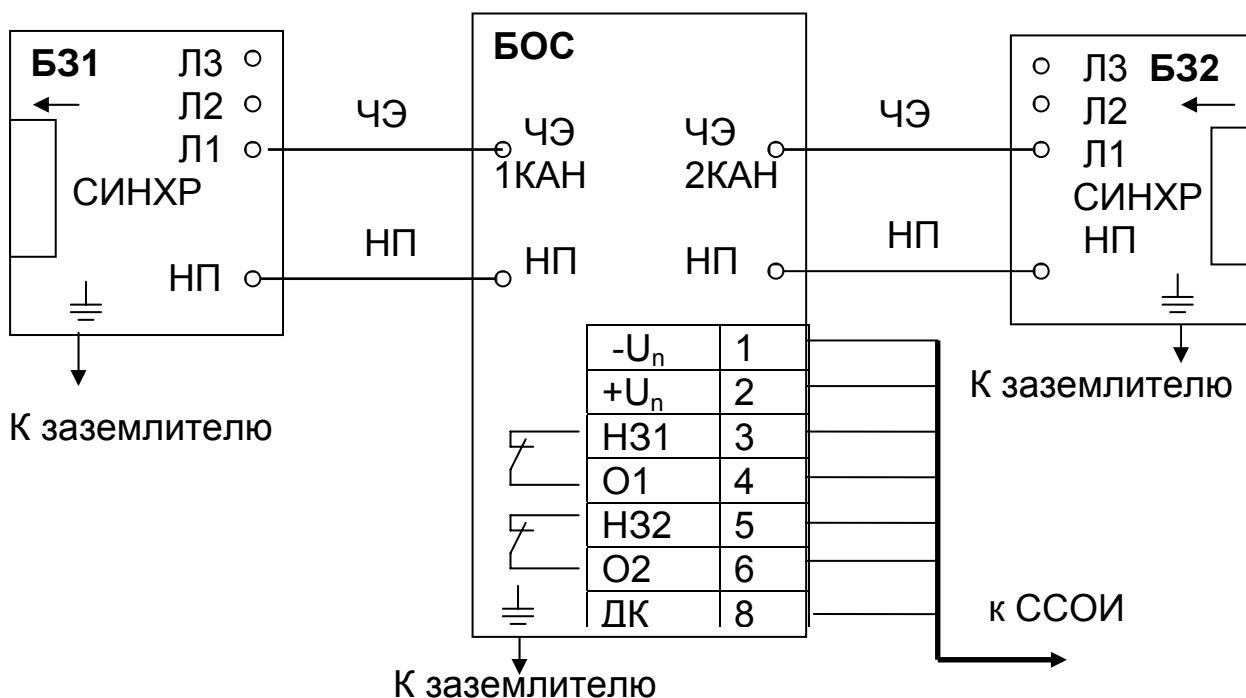 БЗ1
Л3
Л2
Л1
СИНХР
НП
К заземлителю
ЧЭ
НП
БОС
ЧЭ
1КАН
НП
ЧЭ
2КАН
НП
-Un 1
+Un 2
НЗ1 3
О1 4
НЗ2 5
О2 6
ДК 8
К заземлителю
ЧЭ
НП
Л3 БЗ2
Л2
Л1
СИНХР
НП
К заземлителю
к ССОИ